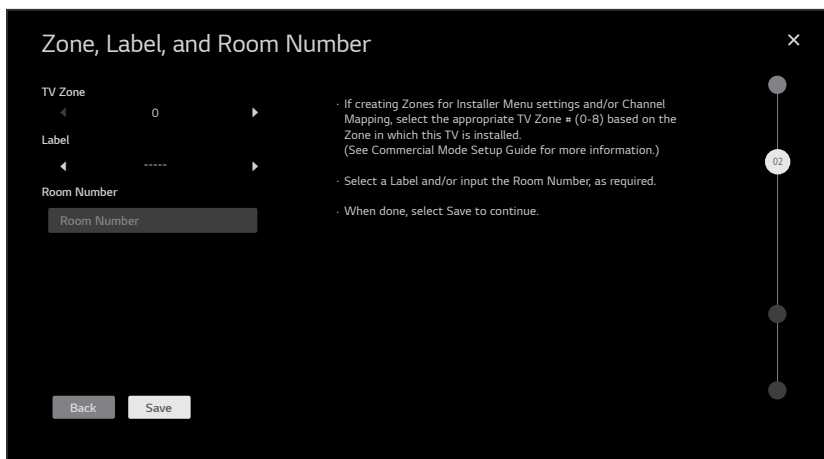 Zone, Label, and Room Number
TV Zone
0
Label
-----
Room Number
Room Number
Back
Save
· If creating Zones for Installer Menu settings and/or Channel
Mapping, select the appropriate TV Zone # (0-8) based on the
Zone in which this TV is installed.
(See Commercial Mode Setup Guide for more information.)
· Select a Label and/or input the Room Number, as required.
· When done, select Save to continue.
02